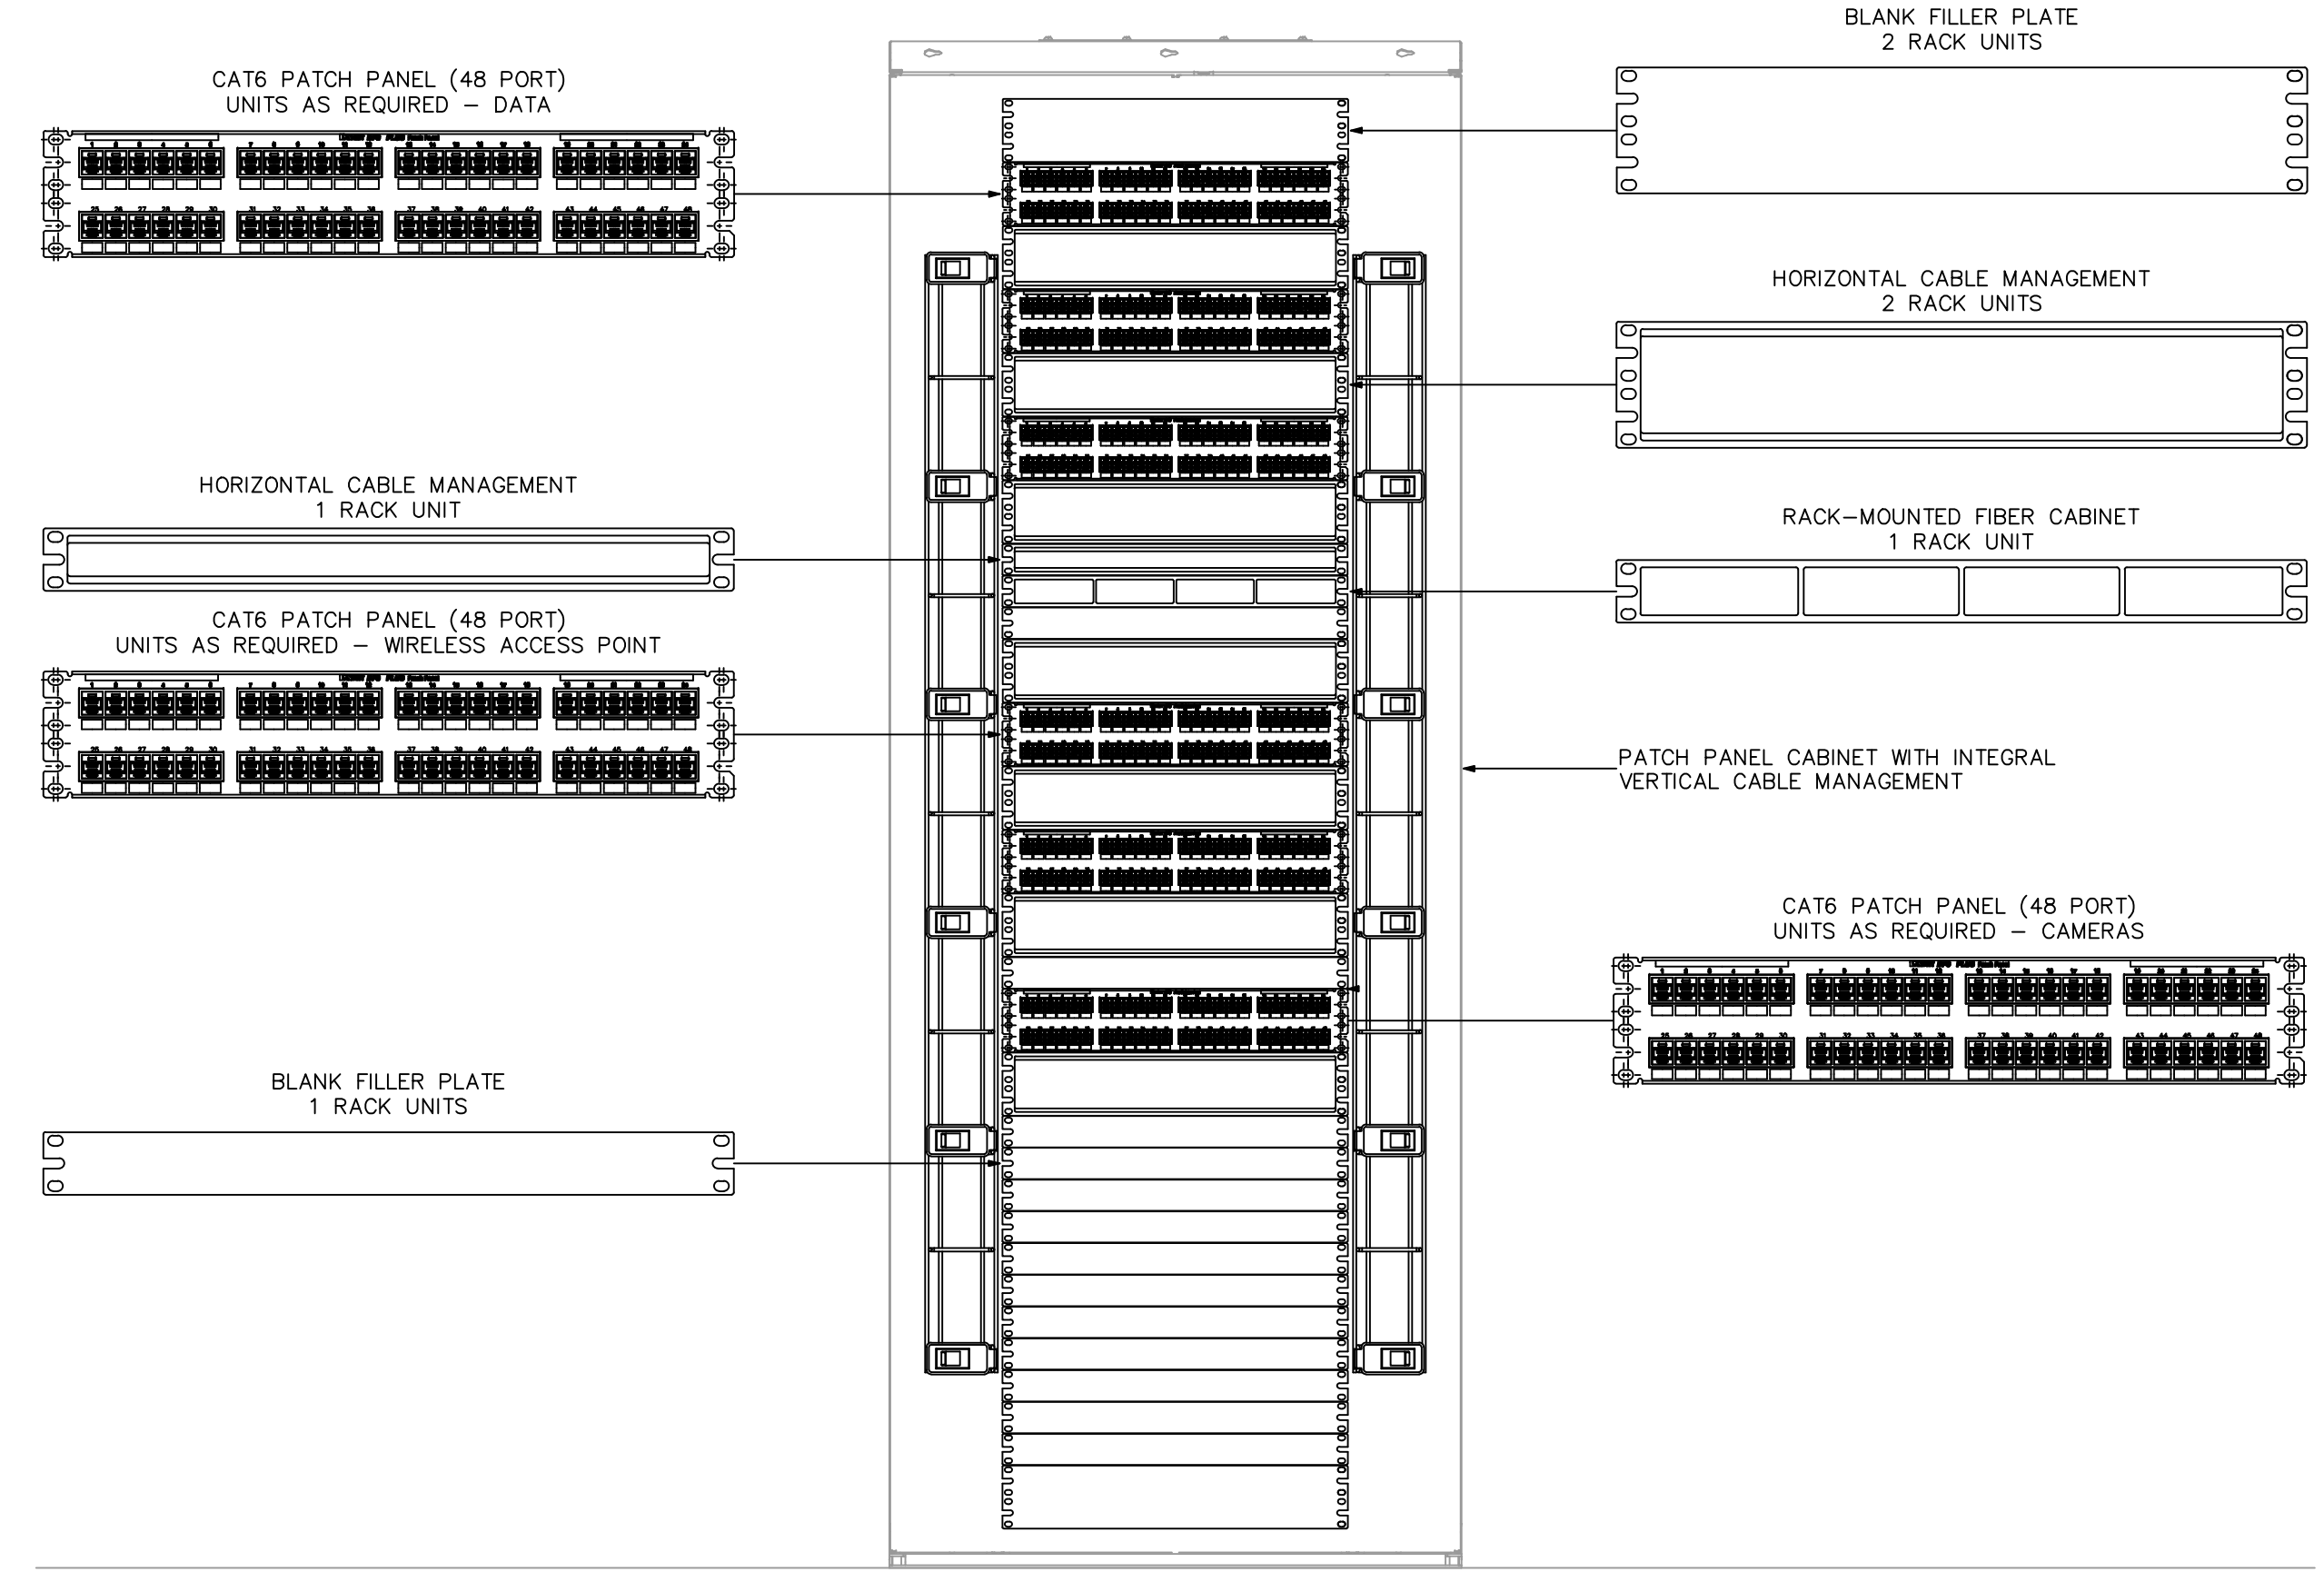 BLANK FILLER PLATE
2 RACK UNITS
CAT6 PATCH PANEL (48 PORT)
UNITS AS REQUIRED - DATA
HORIZONTAL CABLE MANAGEMENT
2 RACK UNITS
HORIZONTAL CABLE MANAGEMENT
1 RACK UNIT
RACK-MOUNTED FIBER CABINET
1 RACK UNIT
CAT6 PATCH PANEL (48 PORT)
UNITS AS REQUIRED - WIRELESS ACCESS POINT
PATCH PANEL CABINET WITH INTEGRAL
VERTICAL CABLE MANAGEMENT
CAT6 PATCH PANEL (48 PORT)
UNITS AS REQUIRED - CAMERAS
BLANK FILLER PLATE
1 RACK UNITS